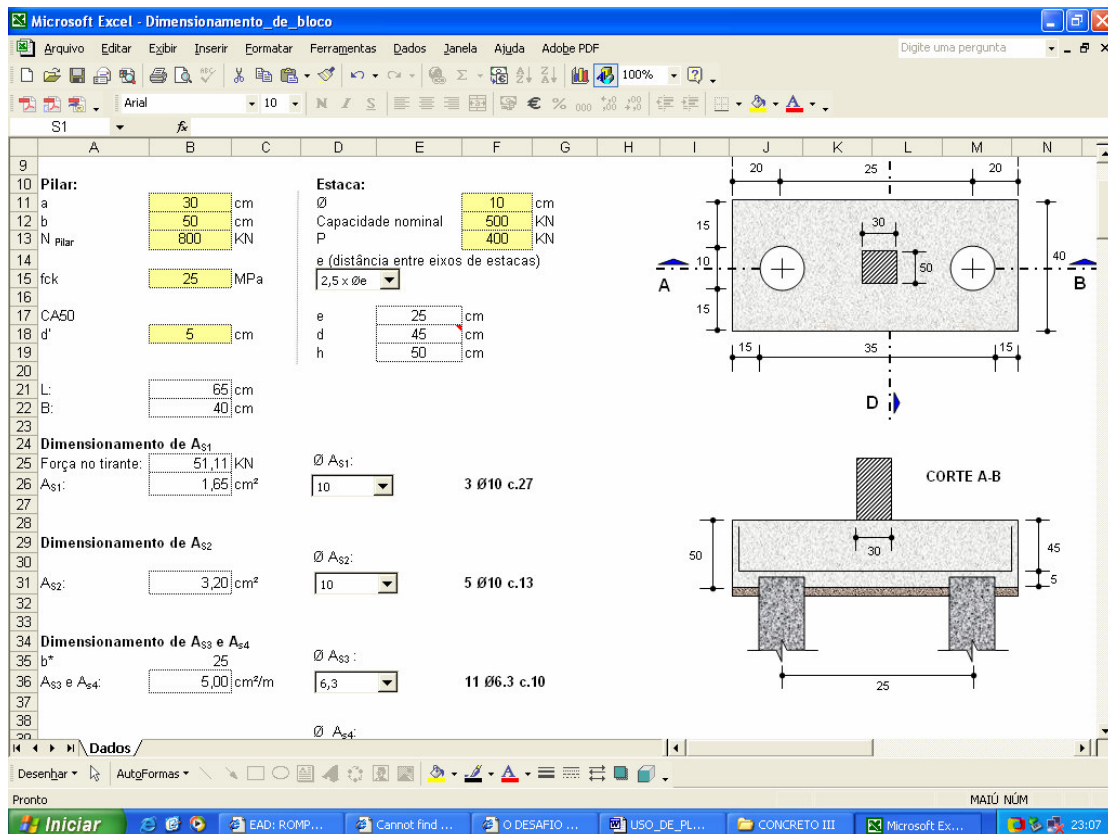 Microsoft Excel - Dimensionamento_de_bloco
Arquivo Editar Exibir Inserir Formatar Ferramentas Dados Janela Ajuda Adobe PDF
Digite uma pergunta
100%
Arial 10 N I S € % 000
S1 fx
A B C D E F G H I J K L M N
9
10 Pilar: Estaca:
11 a 30 cm Ø 10 cm
12 b 50 cm Capacidade nominal 500 KN
13 N Pilar 800 KN P 400 KN
14 e (distância entre eixos de estacas)
15 fck 25 MPa 2,5 x Øe
16
17 CA50 e 25 cm
18 d' 5 cm d 45 cm
19 h 50 cm
20
21 L: 65 cm
22 B: 40 cm
23
24 Dimensionamento de AS1
25 Força no tirante: 51,11 KN Ø AS1:
26 AS1: 1,65 cm² 10 3 Ø10 c.27
27
28
29 Dimensionamento de AS2
30 Ø AS2:
31 AS2: 3,20 cm² 10 5 Ø10 c.13
32
33
34 Dimensionamento de AS3 e As4
35 b* 25 Ø AS3 :
36 AS3 e As4: 5,00 cm²/m 6,3 11 Ø6.3 c.10
37
38
39 Ø As4:
20 25 20
15 30
10 50 40
A B
15
15 35 15
D
CORTE A-B
50 30 45
5
25
Dados
Desenhar AutoFormas
Pronto MAIÚ NÚM
Iniciar EAD: ROMP... Cannot find ... O DESAFIO ... USO_DE_PL... CONCRETO III Microsoft Ex... 23:07